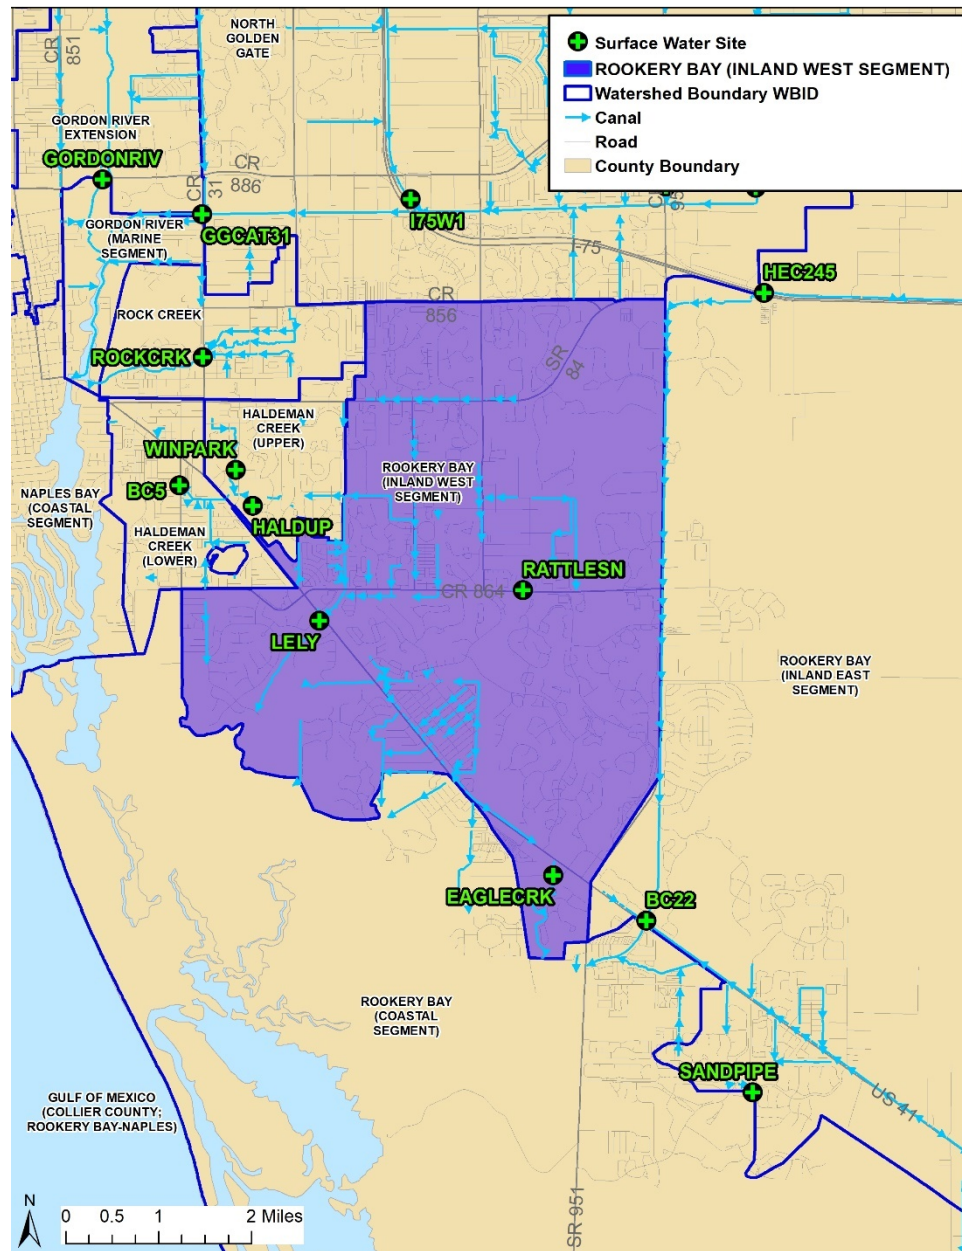 NORTH
GOLDEN
GATE
CR
851
Surface Water Site
ROOKERY BAY (INLAND WEST SEGMENT)
Watershed Boundary WBID
Canal
Road
County Boundary
GORDON RIVER
EXTENSION
GORDONRIV
CR
886
CR
31
I75W1
GORDON RIVER
(MARINE
SEGMENT)
GGCAT31
I-75
HEC245
CR
856
ROCK CREEK
ROCKCRK
SR
84
HALDEMAN
CREEK
(UPPER)
WINPARK
BC5
ROOKERY BAY
(INLAND WEST
SEGMENT)
NAPLES BAY
(COASTAL
SEGMENT)
HALDUP
HALDEMAN
CREEK
(LOWER)
RATTLESN
CR 864
LELY
ROOKERY BAY
(INLAND EAST
SEGMENT)
EAGLECRK
BC22
ROOKERY BAY
(COASTAL
SEGMENT)
SANDPIPE
US 41
GULF OF MEXICO
(COLLIER COUNTY;
ROOKERY BAY-NAPLES)
SR 951
N
0 0.5 1 2 Miles